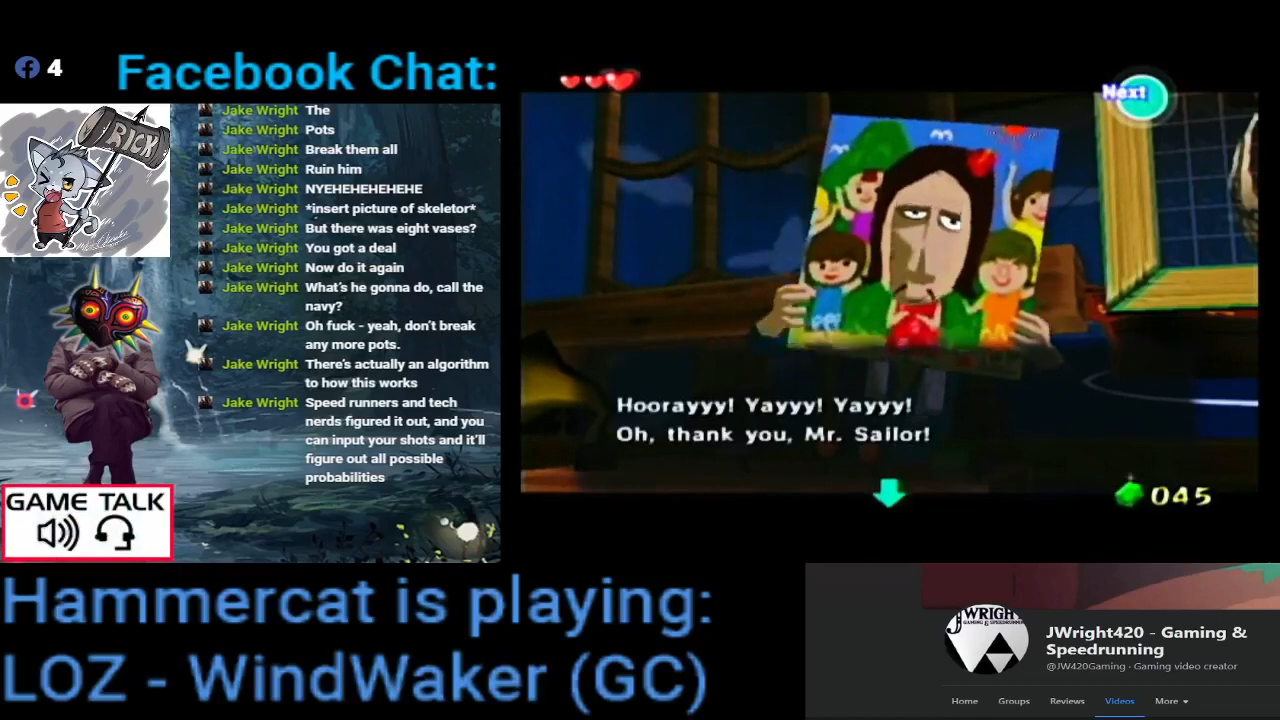 4
Facebook Chat:
Jake Wright The
Jake Wright Pots
Jake Wright Break them all
Jake Wright Ruin him
Jake Wright NYEHEHEHEHEHE
Jake Wright *insert picture of skeletor*
Jake Wright But there was eight vases?
Jake Wright You got a deal
Jake Wright Now do it again
Jake Wright What's he gonna do, call the
navy?
Jake Wright Oh fuck - yeah, don't break
any more pots.
Jake Wright There's actually an algorithm
to how this works
Jake Wright Speed runners and tech
nerds figured it out, and you
can input your shots and it'll
figure out all possible
probabilities
RICK
GAME TALK
Next
Hoorayyy! Yayyy! Yayyy!
Oh, thank you, Mr. Sailor!
045
Hammercat is playing:
LOZ - WindWaker (GC)
JWRIGHT
GAMING & SPEEDRUNNING
JWright420 - Gaming &
Speedrunning
@JW420Gaming · Gaming video creator
Home Groups Reviews Videos More